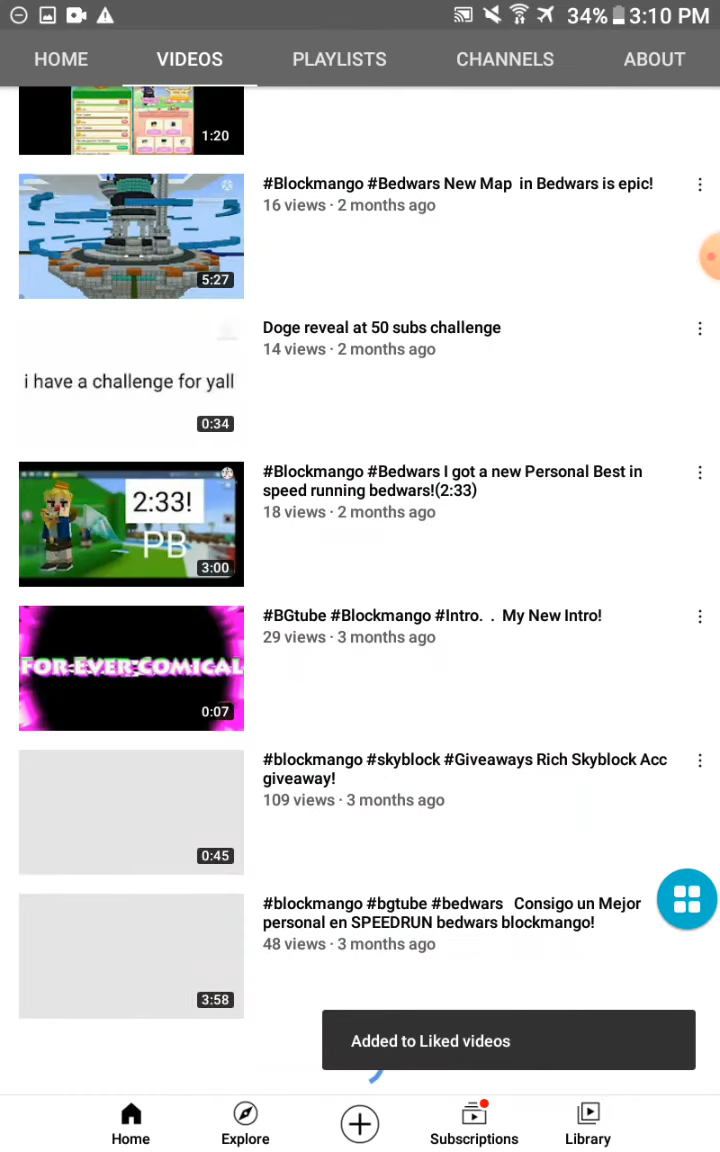 34% 3:10 PM
HOME VIDEOS PLAYLISTS CHANNELS ABOUT
1:20
#Blockmango #Bedwars New Map in Bedwars is epic!
16 views · 2 months ago
5:27
Doge reveal at 50 subs challenge
14 views · 2 months ago
i have a challenge for yall
0:34
#Blockmango #Bedwars I got a new Personal Best in
speed running bedwars!(2:33)
18 views · 2 months ago
2:33!
PB
3:00
#BGtube #Blockmango #Intro. . My New Intro!
29 views · 3 months ago
FOR-EVER-COMICAL
0:07
#blockmango #skyblock #Giveaways Rich Skyblock Acc
giveaway!
109 views · 3 months ago
0:45
#blockmango #bgtube #bedwars Consigo un Mejor
personal en SPEEDRUN bedwars blockmango!
48 views · 3 months ago
3:58
Added to Liked videos
Home Explore Subscriptions Library